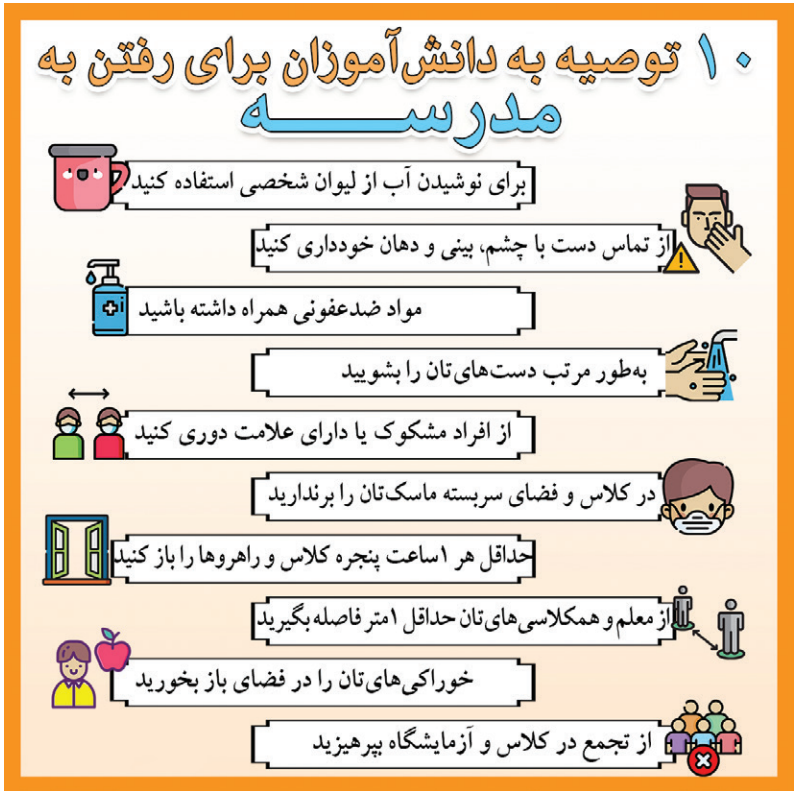 ۱۰ توصیه به دانش‌آموزان برای رفتن به
مدرســـــه
برای نوشیدن آب از لیوان شخصی استفاده کنید
از تماس دست با چشم، بینی و دهان خودداری کنید
مواد ضدعفونی همراه داشته باشید
به‌طور مرتب دست‌های‌تان را بشویید
از افراد مشکوک یا دارای علامت دوری کنید
در کلاس و فضای سربسته ماسک‌تان را برندارید
حداقل هر ۱ساعت پنجره کلاس و راهروها را باز کنید
از معلم و همکلاسی‌های‌تان حداقل ۱متر فاصله بگیرید
خوراکی‌های‌تان را در فضای باز بخورید
از تجمع در کلاس و آزمایشگاه بپرهیزید